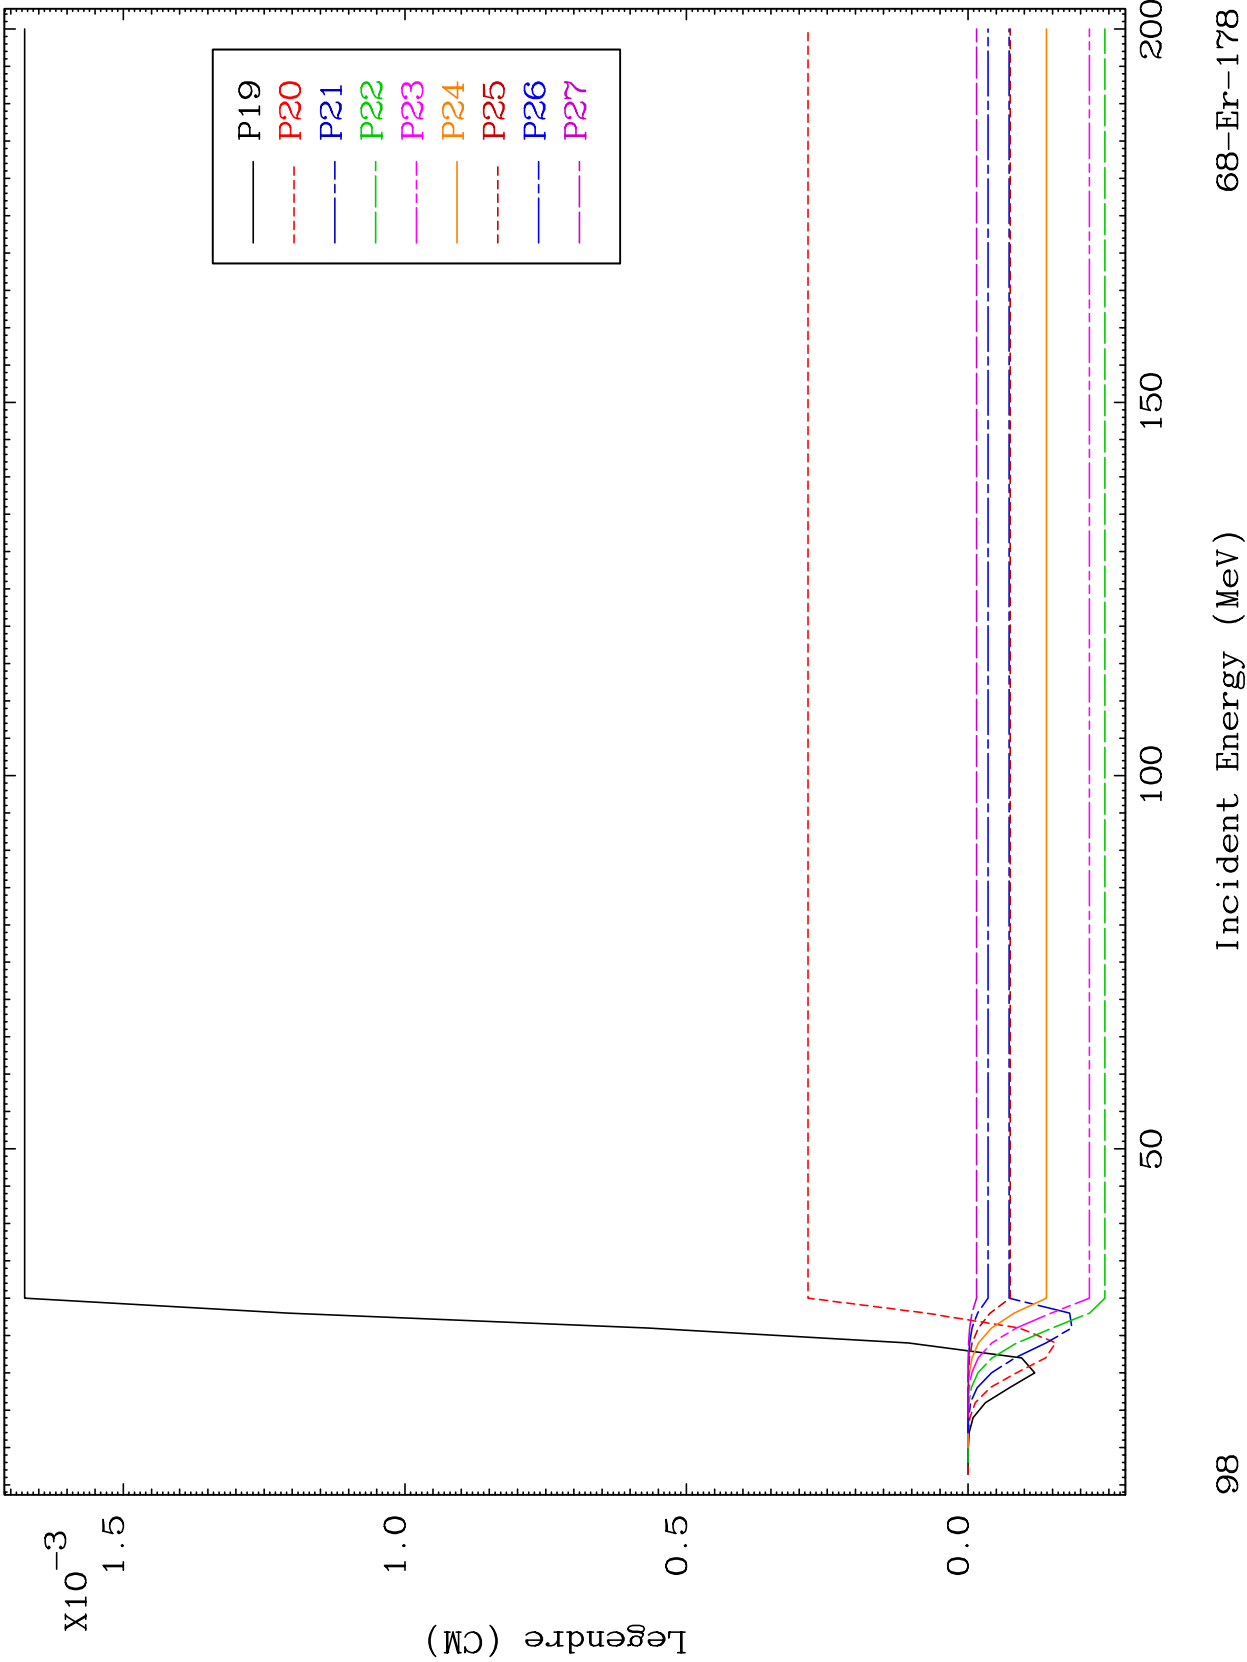 X10-3
1.5
1.0
0.5
0.0
Legendre (CM)
P19
P20
P21
P22
P23
P24
P25
P26
P27
50
100
150
200
Incident Energy (MeV)
98
68-Er-178